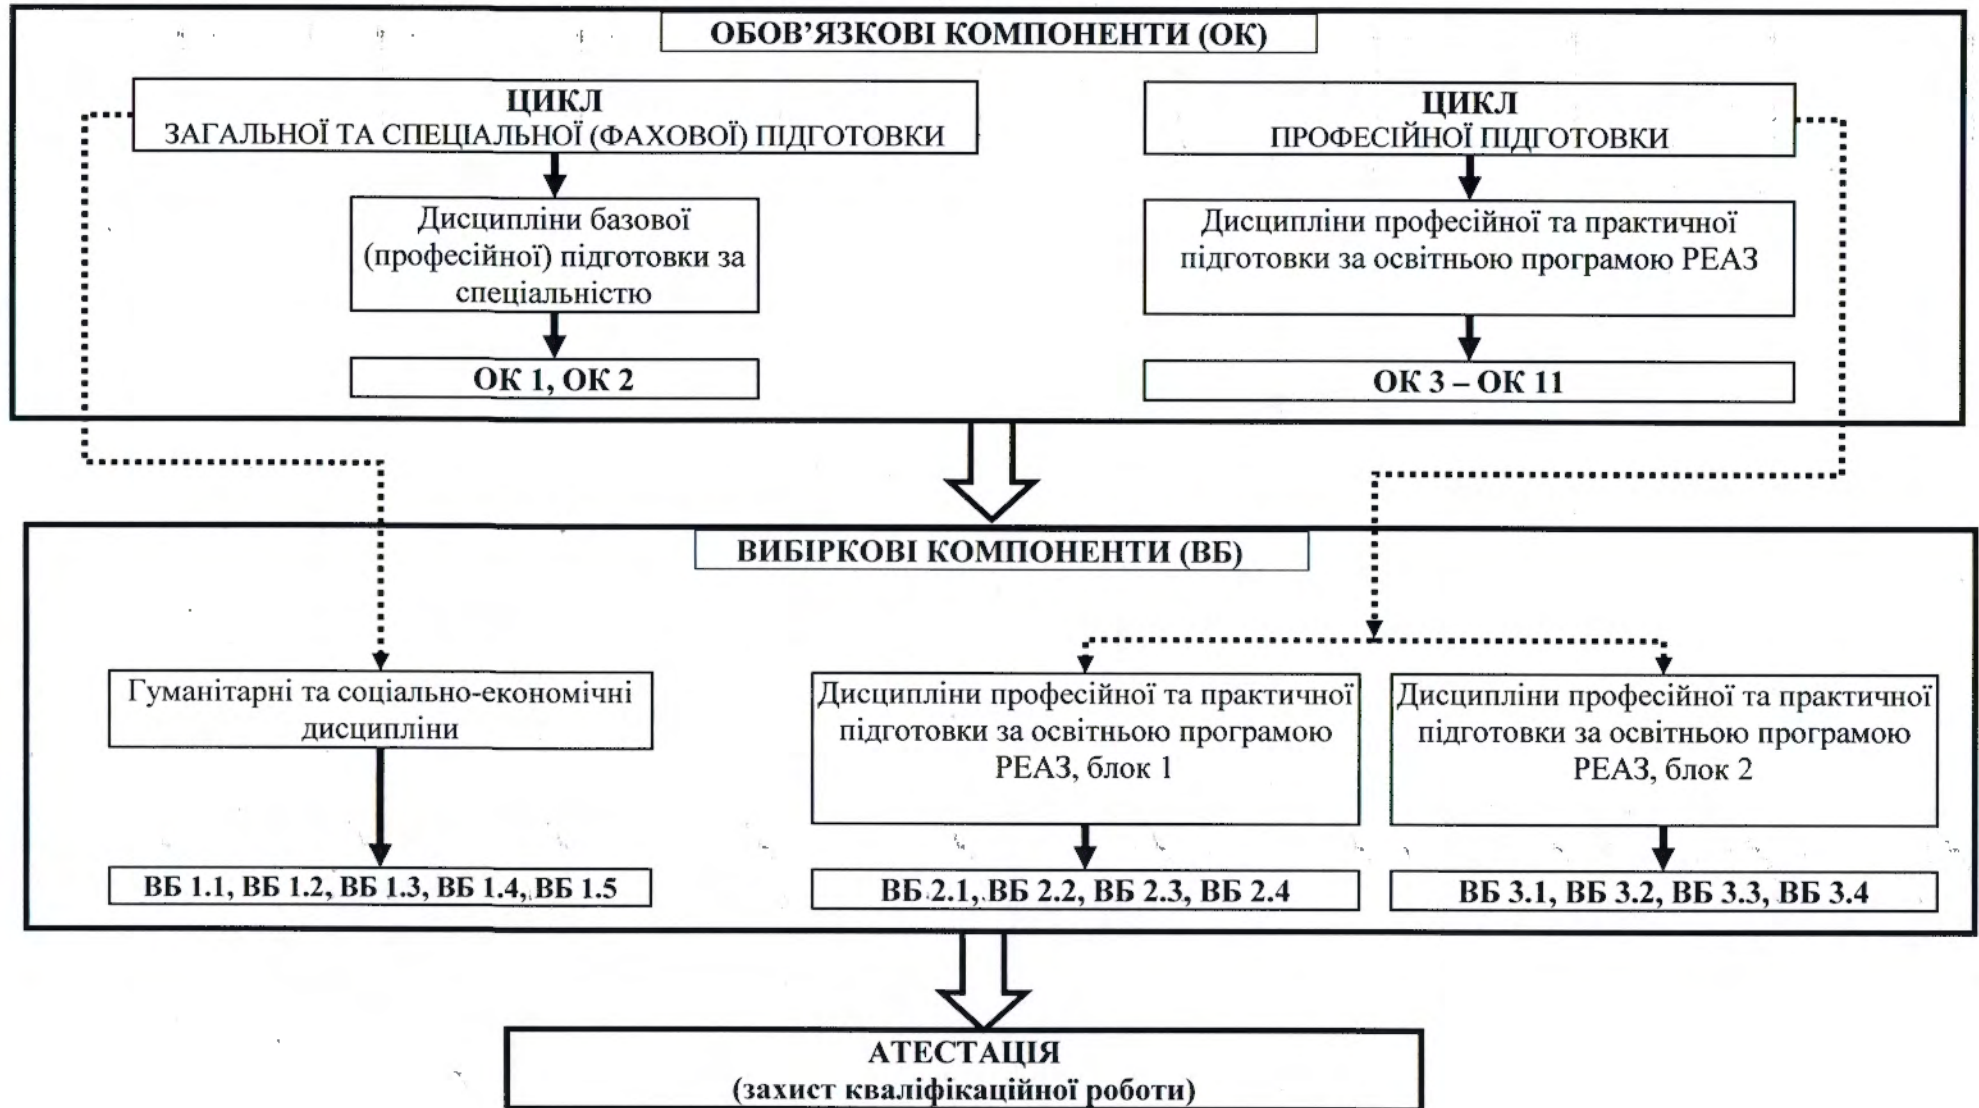 ОБОВ’ЯЗКОВІ КОМПОНЕНТИ (ОК)
ЦИКЛ
ЗАГАЛЬНОЇ ТА СПЕЦІАЛЬНОЇ (ФАХОВОЇ) ПІДГОТОВКИ
ЦИКЛ
ПРОФЕСІЙНОЇ ПІДГОТОВКИ
Дисципліни базової
(професійної) підготовки за
спеціальністю
Дисципліни професійної та практичної
підготовки за освітньою програмою РЕАЗ
ОК 1, ОК 2
ОК 3 – ОК 11
ВИБІРКОВІ КОМПОНЕНТИ (ВБ)
Гуманітарні та соціально-економічні
дисципліни
Дисципліни професійної та практичної
підготовки за освітньою програмою
РЕАЗ, блок 1
Дисципліни професійної та практичної
підготовки за освітньою програмою
РЕАЗ, блок 2
ВБ 1.1, ВБ 1.2, ВБ 1.3, ВБ 1.4, ВБ 1.5
ВБ 2.1, ВБ 2.2, ВБ 2.3, ВБ 2.4
ВБ 3.1, ВБ 3.2, ВБ 3.3, ВБ 3.4
АТЕСТАЦІЯ
(захист кваліфікаційної роботи)